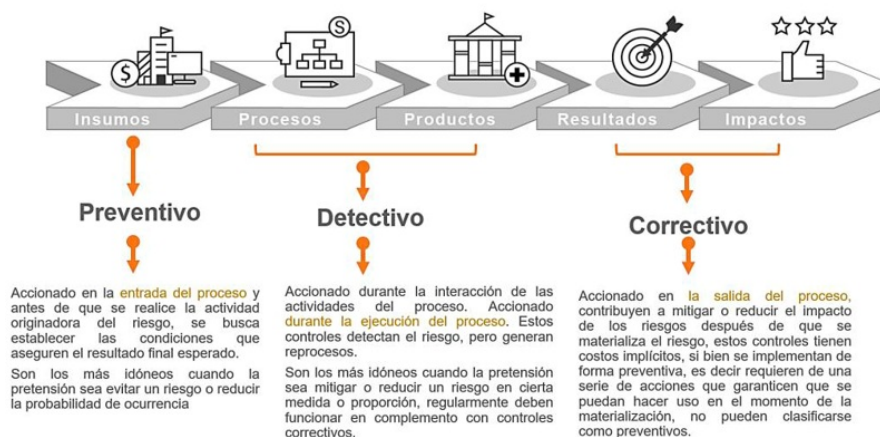 Insumos
Procesos
Productos
Resultados
Impactos
Preventivo
Accionado en la entrada del proceso y
antes de que se realice la actividad
originadora del riesgo, se busca
establecer las condiciones que
aseguren el resultado final esperado.
Son los más idóneos cuando la
pretensión sea evitar un riesgo o reducir
la probabilidad de ocurrencia
Detectivo
Accionado durante la interacción de las
actividades del proceso. Accionado
durante la ejecución del proceso. Estos
controles detectan el riesgo, pero generan
reprocesos.
Son los más idóneos cuando la pretensión
sea mitigar o reducir un riesgo en cierta
medida o proporción, regularmente deben
funcionar en complemento con controles
correctivos.
Correctivo
Accionado en la salida del proceso,
contribuyen a mitigar o reducir el impacto
de los riesgos después de que se
materializa el riesgo, estos controles tienen
costos implícitos, si bien se implementan de
forma preventiva, es decir requieren de una
serie de acciones que garanticen que se
puedan hacer uso en el momento de la
materialización, no pueden clasificarse
como preventivos.